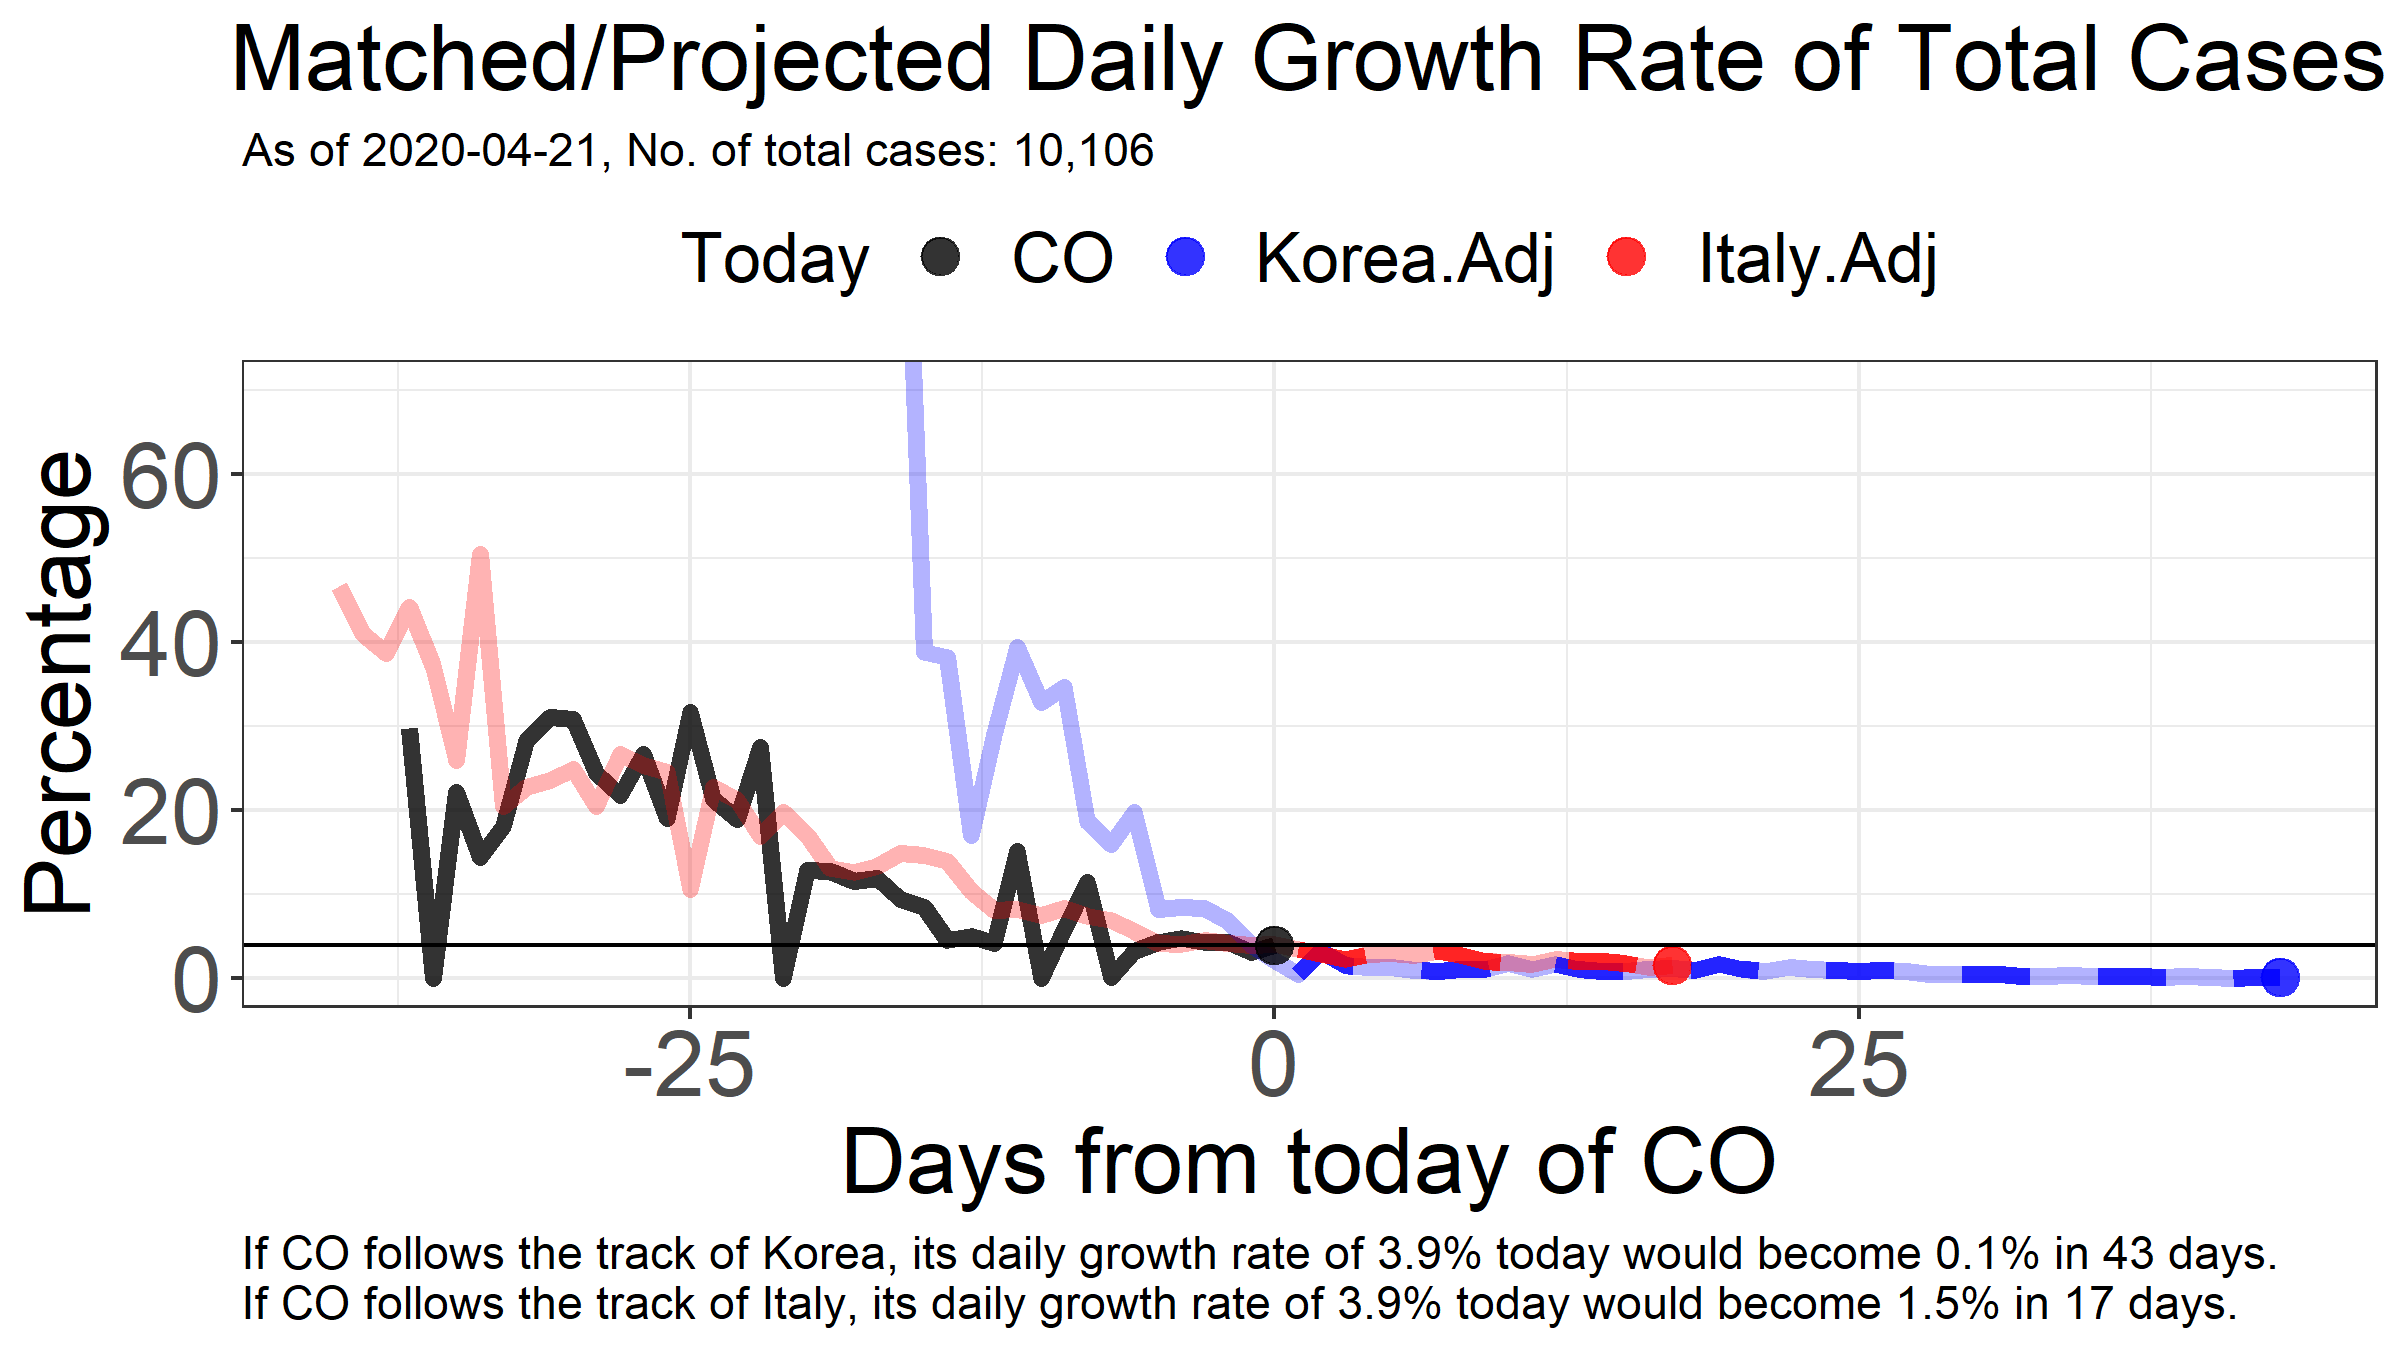 Matched/Projected Daily Growth Rate of Total Cases
As of 2020-04-21, No. of total cases: 10,106
Today CO Korea.Adj Italy.Adj
Percentage
60
40
20
0
-25 0 25
Days from today of CO
If CO follows the track of Korea, its daily growth rate of 3.9% today would become 0.1% in 43 days.
If CO follows the track of Italy, its daily growth rate of 3.9% today would become 1.5% in 17 days.